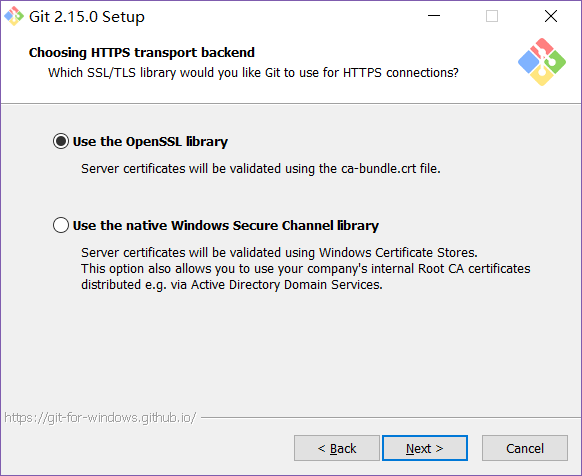 Git 2.15.0 Setup
Choosing HTTPS transport backend
Which SSL/TLS library would you like Git to use for HTTPS connections?
Use the OpenSSL library
Server certificates will be validated using the ca-bundle.crt file.
Use the native Windows Secure Channel library
Server certificates will be validated using Windows Certificate Stores.
This option also allows you to use your company's internal Root CA certificates
distributed e.g. via Active Directory Domain Services.
https://git-for-windows.github.io/
< Back
Next >
Cancel